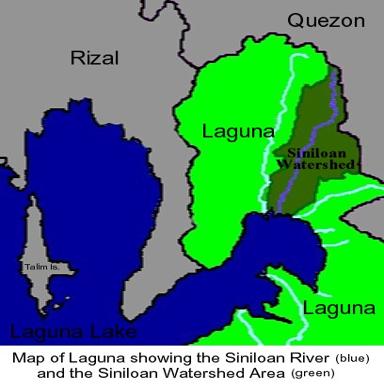 Quezon
Rizal
Laguna
Siniloan
Watershed
Talim Is.
Laguna
Laguna Lake
Map of Laguna showing the Siniloan River (blue)
and the Siniloan Watershed Area (green)